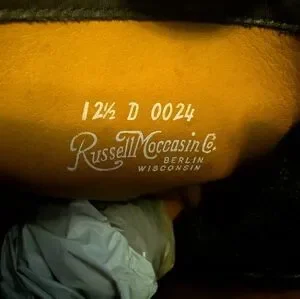 12½ D 0024
Russell Moccasin Co.
BERLIN
WISCONSIN